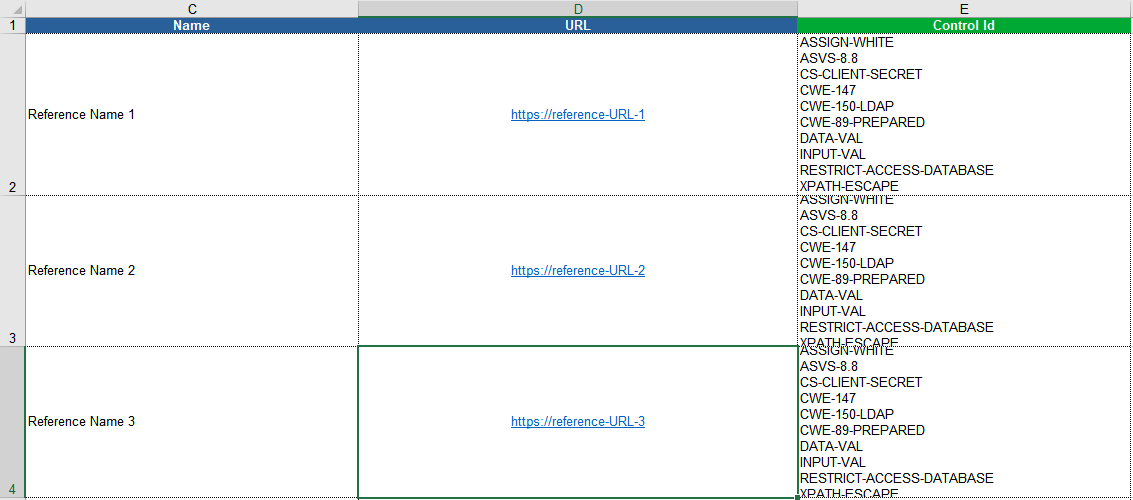 C D E
1 Name URL Control Id
ASSIGN-WHITE
ASVS-8.8
CS-CLIENT-SECRET
CWE-147
CWE-150-LDAP
Reference Name 1 https://reference-URL-1
CWE-89-PREPARED
DATA-VAL
INPUT-VAL
RESTRICT-ACCESS-DATABASE
2 XPATH-ESCAPE
ASSIGN-WHITE
ASVS-8.8
CS-CLIENT-SECRET
CWE-147
CWE-150-LDAP
Reference Name 2 https://reference-URL-2
CWE-89-PREPARED
DATA-VAL
INPUT-VAL
RESTRICT-ACCESS-DATABASE
3 XPATH-ESCAPE
ASSIGN-WHITE
ASVS-8.8
CS-CLIENT-SECRET
CWE-147
CWE-150-LDAP
Reference Name 3 https://reference-URL-3
CWE-89-PREPARED
DATA-VAL
INPUT-VAL
RESTRICT-ACCESS-DATABASE
4 XPATH-ESCAPE